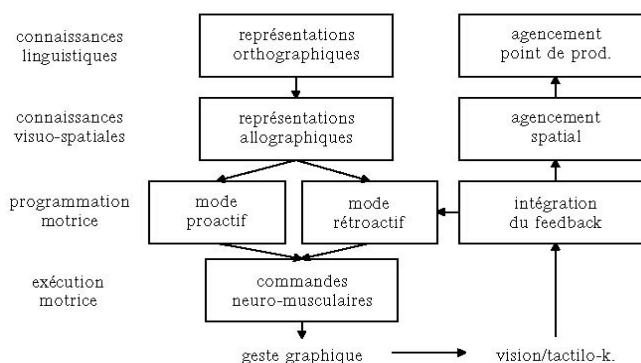 connaissances
linguistiques
représentations
orthographiques
agencement
point de prod.
connaissances
visuo-spatiales
représentations
allographiques
agencement
spatial
programmation
motrice
mode
proactif
mode
rétroactif
intégration
du feedback
exécution
motrice
commandes
neuro-musculaires
geste graphique
vision/tactilo-k.